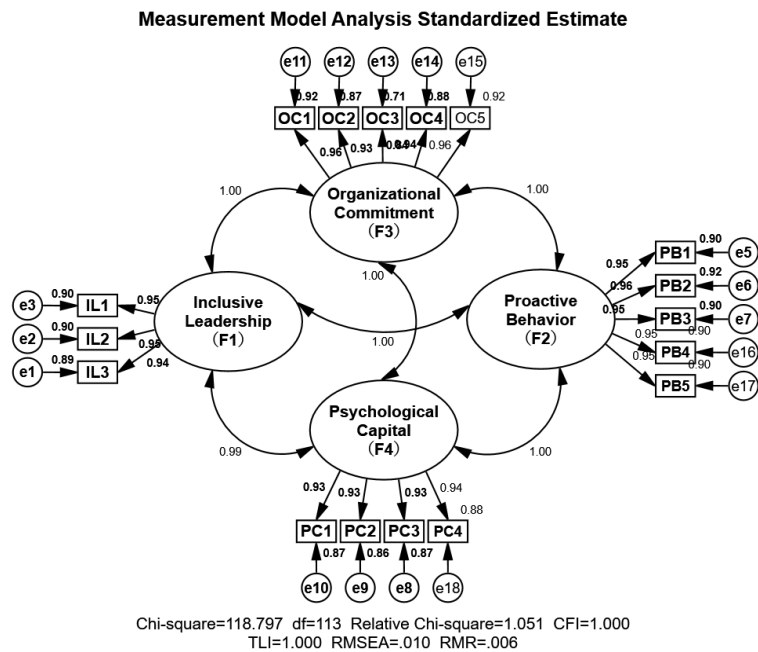 Measurement Model Analysis Standardized Estimate
e11 e12 e13 e14 e15
0.92 0.87 0.71 0.88 0.92
OC1 OC2 OC3 OC4 OC5
0.96 0.93 0.94 0.96
Organizational
Commitment
(F3)
1.00 1.00
1.00
0.90 0.95
e3 IL1
0.90 0.95
e2 IL2
0.89 0.94
e1 IL3
Inclusive
Leadership
(F1)
1.00
Proactive
Behavior
(F2)
0.95 PB1 0.90 e5
0.96 PB2 0.92 e6
0.95 PB3 0.90 e7
0.95 PB4 0.90 e16
0.95 PB5 0.90 e17
0.99 1.00
Psychological
Capital
(F4)
0.93 0.93 0.93 0.94
0.88
PC1 PC2 PC3 PC4
0.87 0.86 0.87
e10 e9 e8 e18
Chi-square=118.797 df=113 Relative Chi-square=1.051 CFI=1.000
TLI=1.000 RMSEA=.010 RMR=.006